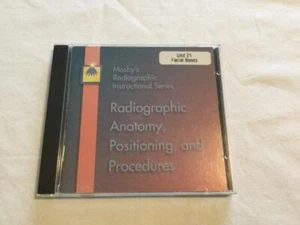 Unit 21
Facial Bones
Mosby's
Radiographic
Instructional Series
Radiographic
Anatomy,
Positioning, and
Procedures